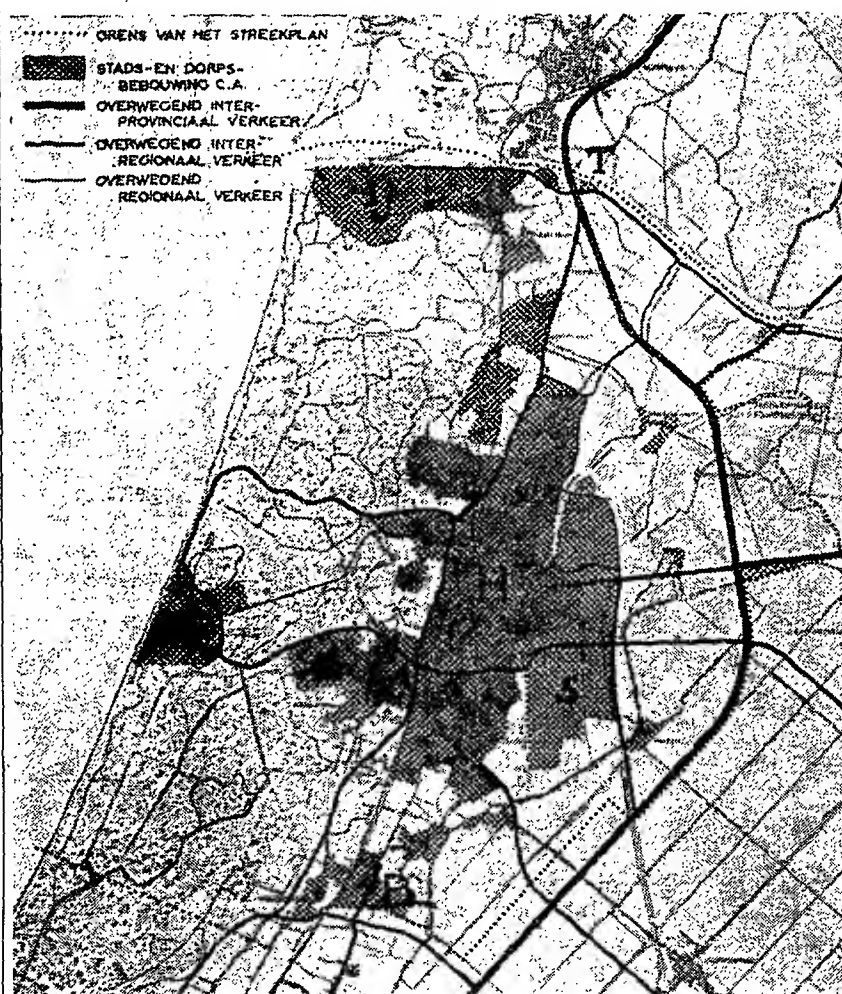 GRENS VAN HET STREEKPLAN
STADS-EN DORPS-
BEBOUWING C.A.
OVERWEGEND INTER-
PROVINCIAAL VERKEER
OVERWEGEND INTER-
REGIONAAL VERKEER
OVERWEGEND
REGIONAAL VERKEER
T
H
S
B